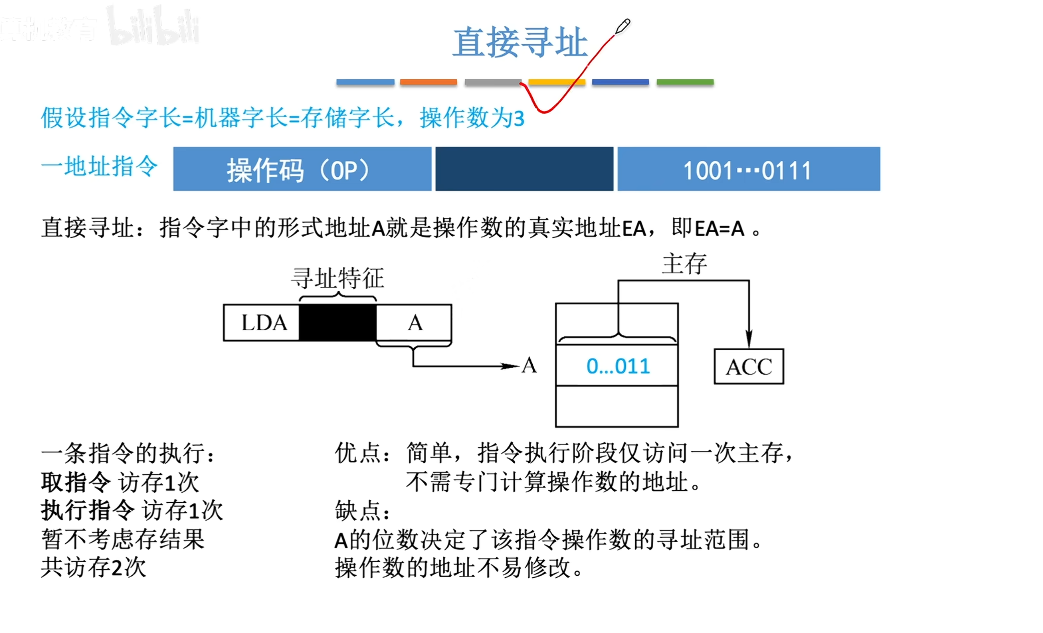 bilibili
直接寻址
假设指令字长=机器字长=存储字长，操作数为3
一地址指令 操作码（OP） 1001…0111
直接寻址：指令字中的形式地址A就是操作数的真实地址EA，即EA=A 。
主存
寻址特征
LDA A
A 0…011 ACC
一条指令的执行：
取指令 访存1次
执行指令 访存1次
暂不考虑存结果
共访存2次
优点：简单，指令执行阶段仅访问一次主存，
不需专门计算操作数的地址。
缺点：
A的位数决定了该指令操作数的寻址范围。
操作数的地址不易修改。